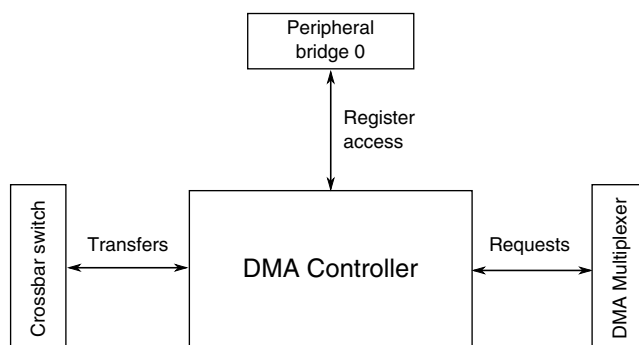 Peripheral
bridge 0
Register
access
Crossbar switch
Transfers
DMA Controller
Requests
DMA Multiplexer